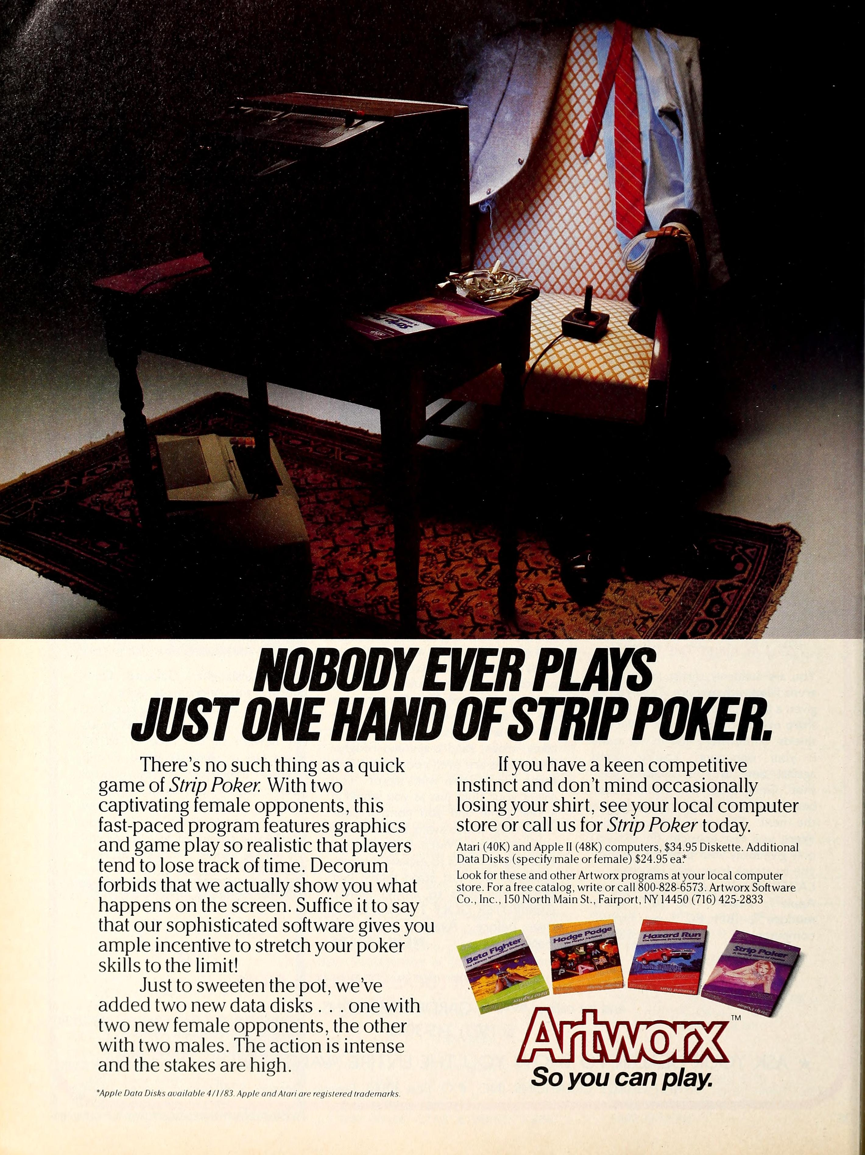 NOBODY EVER PLAYS
JUST ONE HAND OF STRIP POKER.
There's no such thing as a quick
game of Strip Poker. With two
captivating female opponents, this
fast-paced program features graphics
and game play so realistic that players
tend to lose track of time. Decorum
forbids that we actually show you what
happens on the screen. Suffice it to say
that our sophisticated software gives you
ample incentive to stretch your poker
skills to the limit!
Just to sweeten the pot, we've
added two new data disks . . . one with
two new female opponents, the other
with two males. The action is intense
and the stakes are high.
*Apple Data Disks available 4/1/83. Apple and Atari are registered trademarks.
If you have a keen competitive
instinct and don't mind occasionally
losing your shirt, see your local computer
store or call us for Strip Poker today.
Atari (40K) and Apple II (48K) computers, $34.95 Diskette. Additional
Data Disks (specify male or female) $24.95 ea.*
Look for these and other Artworx programs at your local computer
store. For a free catalog, write or call 800-828-6573. Artworx Software
Co., Inc., 150 North Main St., Fairport, NY 14450 (716) 425-2833
Beta Fighter
Hodge Podge
Hazard Run
Strip Poker
Artworx™
So you can play.